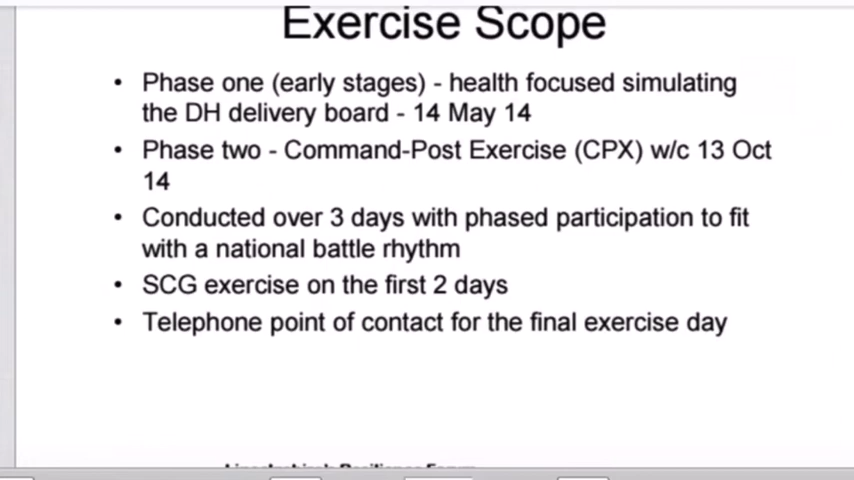 Exercise Scope
• Phase one (early stages) - health focused simulating
the DH delivery board - 14 May 14
• Phase two - Command-Post Exercise (CPX) w/c 13 Oct
14
• Conducted over 3 days with phased participation to fit
with a national battle rhythm
• SCG exercise on the first 2 days
• Telephone point of contact for the final exercise day